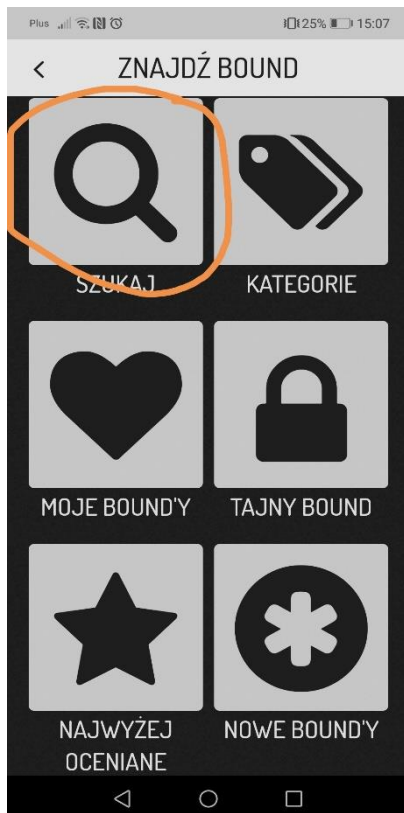 Plus 25% 15:07
ZNAJDŹ BOUND
SZUKAJ KATEGORIE
MOJE BOUND'Y TAJNY BOUND
NAJWYŻEJ OCENIANE
NOWE BOUND'Y